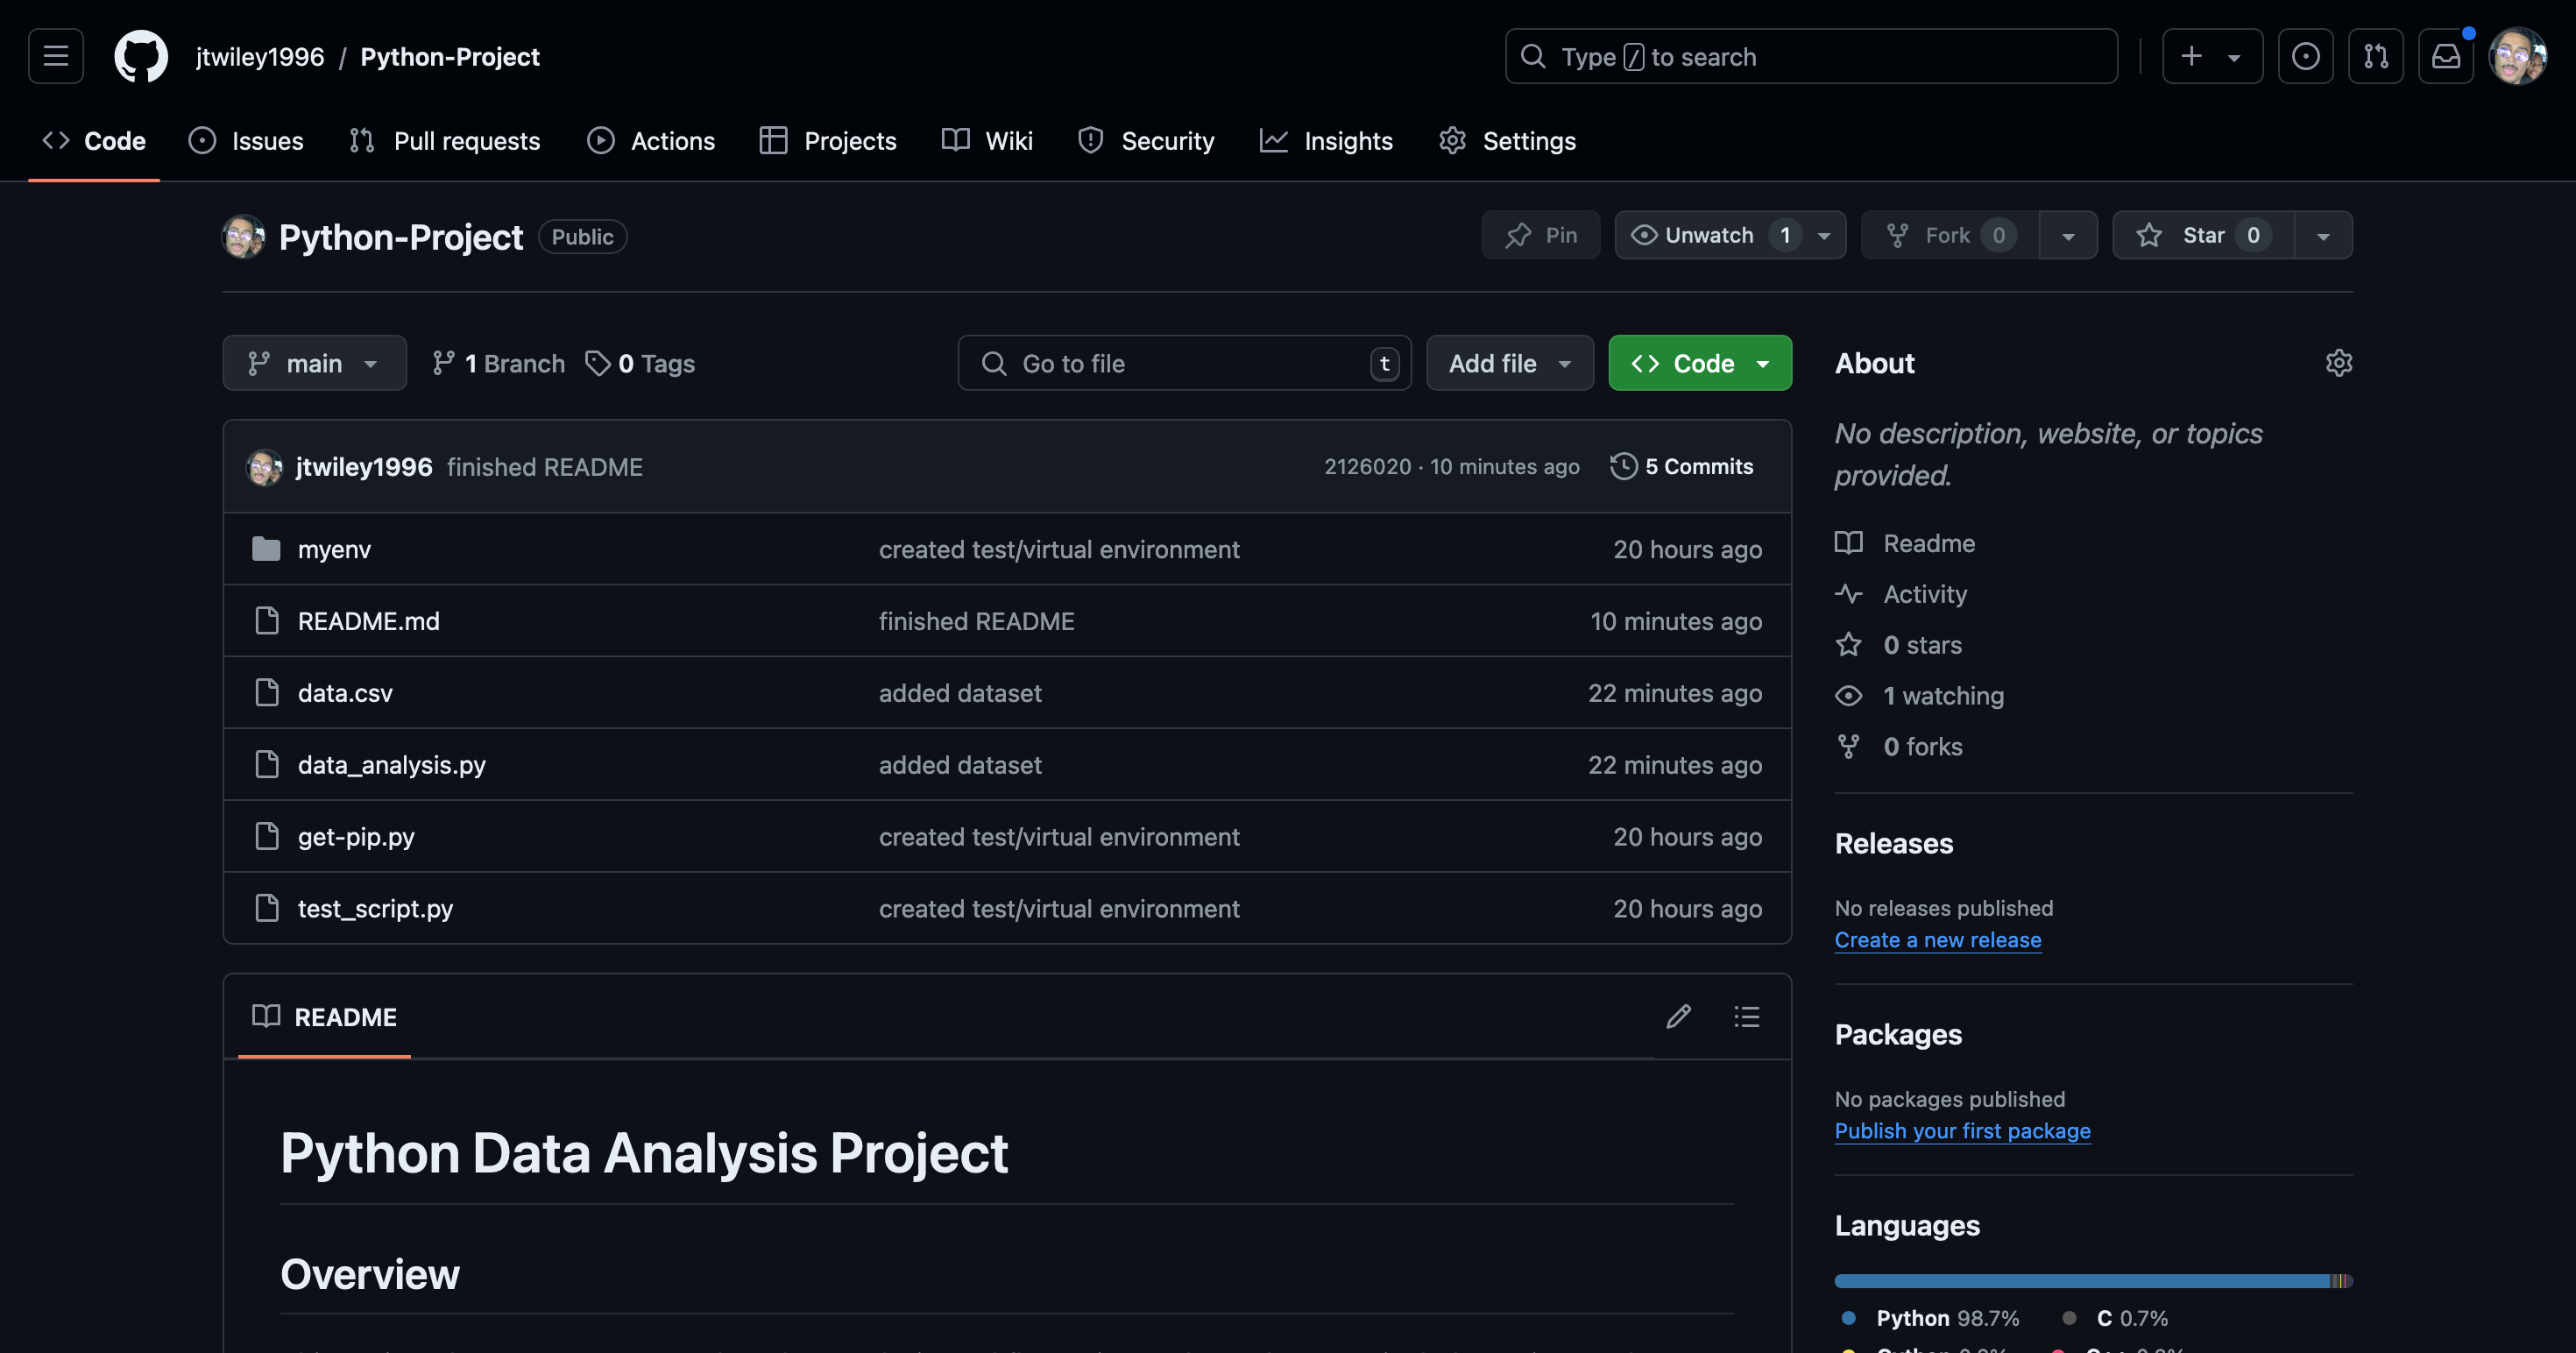 jtwiley1996 / Python-Project
Type / to search
Code Issues Pull requests Actions Projects Wiki Security Insights Settings
Python-Project Public
Pin Unwatch 1 Fork 0 Star 0
main 1 Branch 0 Tags
Go to file t Add file Code
jtwiley1996 finished README 2126020 · 10 minutes ago 5 Commits
myenv created test/virtual environment 20 hours ago
README.md finished README 10 minutes ago
data.csv added dataset 22 minutes ago
data_analysis.py added dataset 22 minutes ago
get-pip.py created test/virtual environment 20 hours ago
test_script.py created test/virtual environment 20 hours ago
README
Python Data Analysis Project
Overview
About
No description, website, or topics
provided.
Readme
Activity
0 stars
1 watching
0 forks
Releases
No releases published
Create a new release
Packages
No packages published
Publish your first package
Languages
Python 98.7% C 0.7%